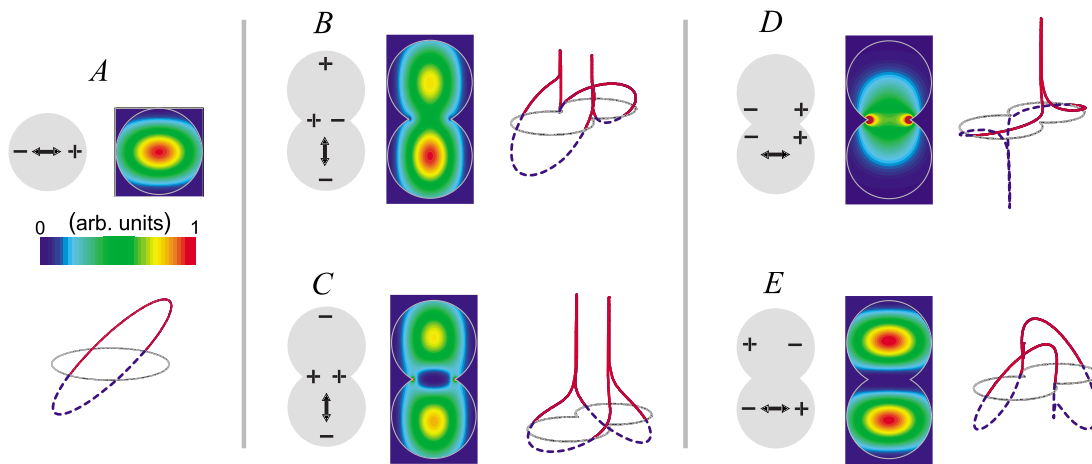 A
− +
0 (arb. units) 1
B
+
+ −
−
C
−
+ +
−
D
− +
− +
E
+ −
− +